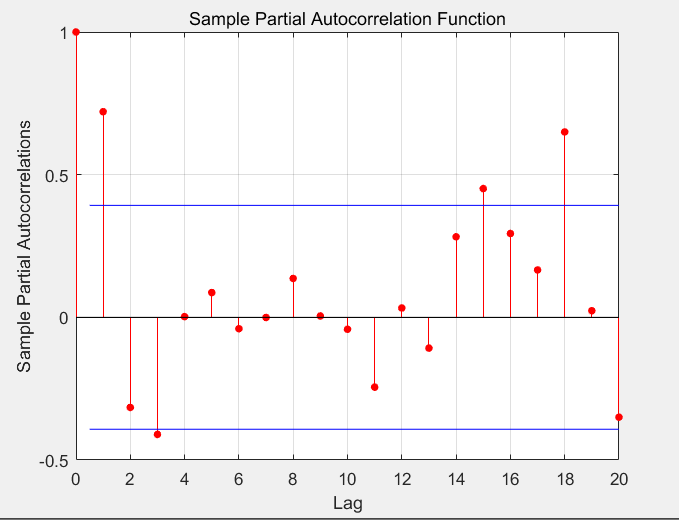 Sample Partial Autocorrelation Function
1
0.5
0
-0.5
Sample Partial Autocorrelations
0 2 4 6 8 10 12 14 16 18 20
Lag